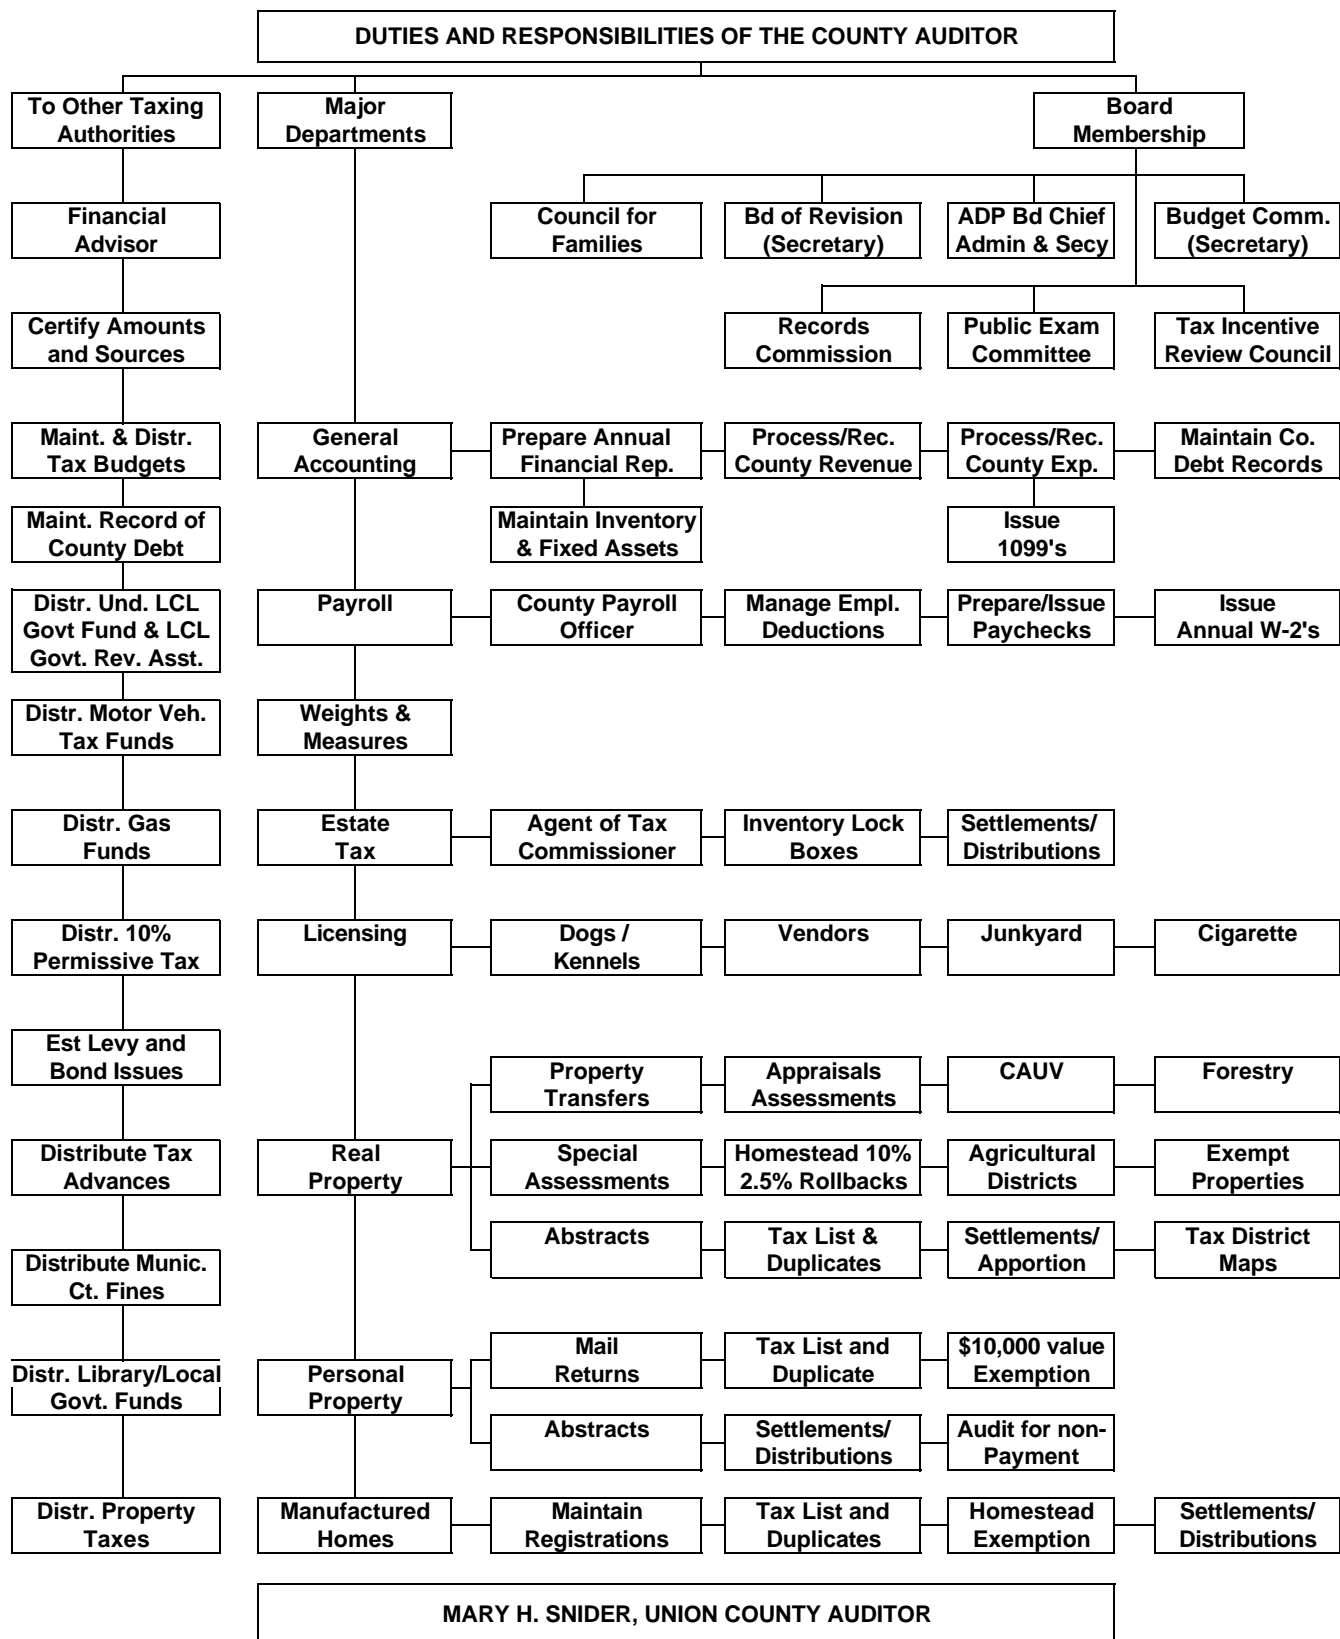 DUTIES AND RESPONSIBILITIES OF THE COUNTY AUDITOR
To Other Taxing
Authorities
Major
Departments
Board
Membership
Financial
Advisor
Council for
Families
Bd of Revision
(Secretary)
ADP Bd Chief
Admin & Secy
Budget Comm.
(Secretary)
Certify Amounts
and Sources
Records
Commission
Public Exam
Committee
Tax Incentive
Review Council
Maint. & Distr.
Tax Budgets
General
Accounting
Prepare Annual
Financial Rep.
Process/Rec.
County Revenue
Process/Rec.
County Exp.
Maintain Co.
Debt Records
Maint. Record of
County Debt
Maintain Inventory
& Fixed Assets
Issue
1099's
Distr. Und. LCL
Govt Fund & LCL
Govt. Rev. Asst.
Payroll
County Payroll
Officer
Manage Empl.
Deductions
Prepare/Issue
Paychecks
Issue
Annual W-2's
Distr. Motor Veh.
Tax Funds
Weights &
Measures
Distr. Gas
Funds
Estate
Tax
Agent of Tax
Commissioner
Inventory Lock
Boxes
Settlements/
Distributions
Distr. 10%
Permissive Tax
Licensing
Dogs /
Kennels
Vendors
Junkyard
Cigarette
Est Levy and
Bond Issues
Property
Transfers
Appraisals
Assessments
CAUV
Forestry
Distribute Tax
Advances
Real
Property
Special
Assessments
Homestead 10%
2.5% Rollbacks
Agricultural
Districts
Exempt
Properties
Abstracts
Tax List &
Duplicates
Settlements/
Apportion
Tax District
Maps
Distribute Munic.
Ct. Fines
Mail
Returns
Tax List and
Duplicate
$10,000 value
Exemption
Distr. Library/Local
Govt. Funds
Personal
Property
Abstracts
Settlements/
Distributions
Audit for non-
Payment
Distr. Property
Taxes
Manufactured
Homes
Maintain
Registrations
Tax List and
Duplicates
Homestead
Exemption
Settlements/
Distributions
MARY H. SNIDER, UNION COUNTY AUDITOR